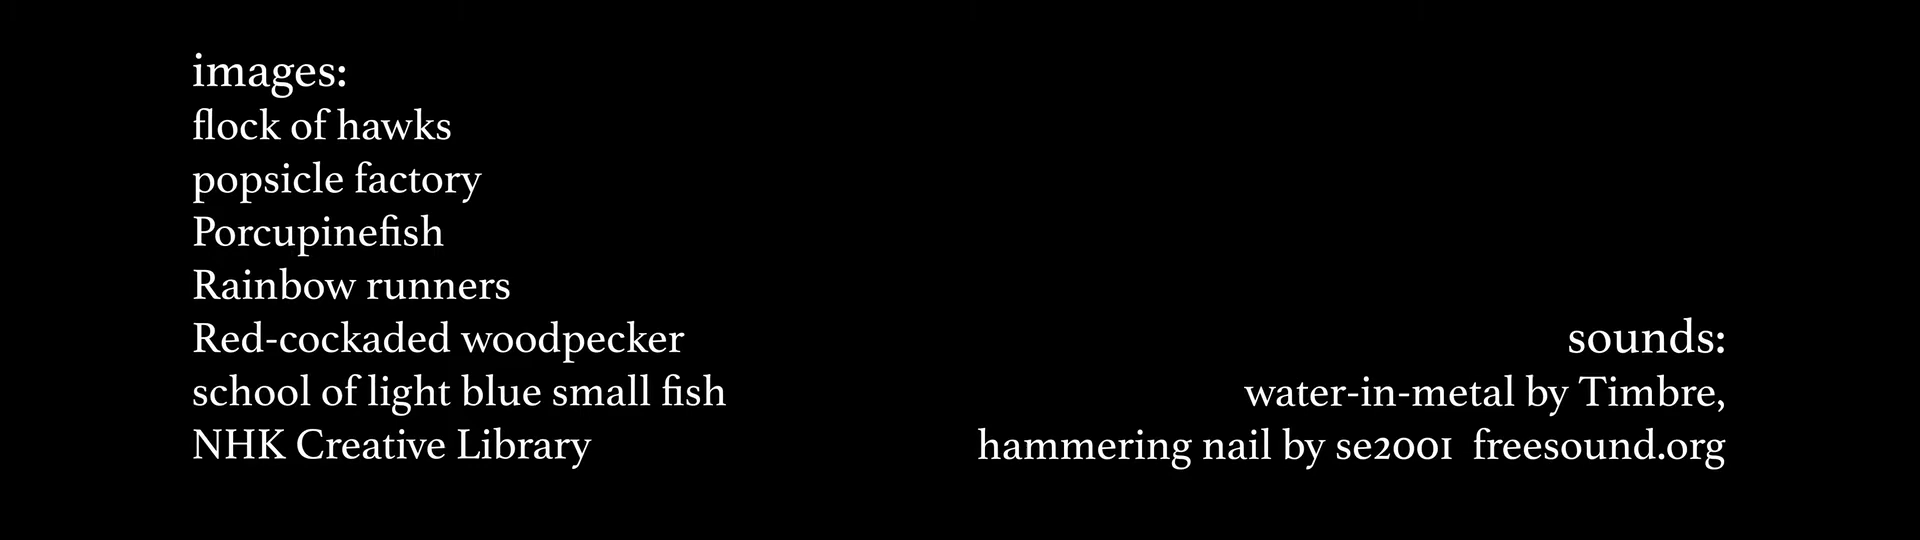 images:
flock of hawks
popsicle factory
Porcupinefish
Rainbow runners
Red-cockaded woodpecker
school of light blue small fish
NHK Creative Library
sounds:
water-in-metal by Timbre,
hammering nail by se2001 freesound.org